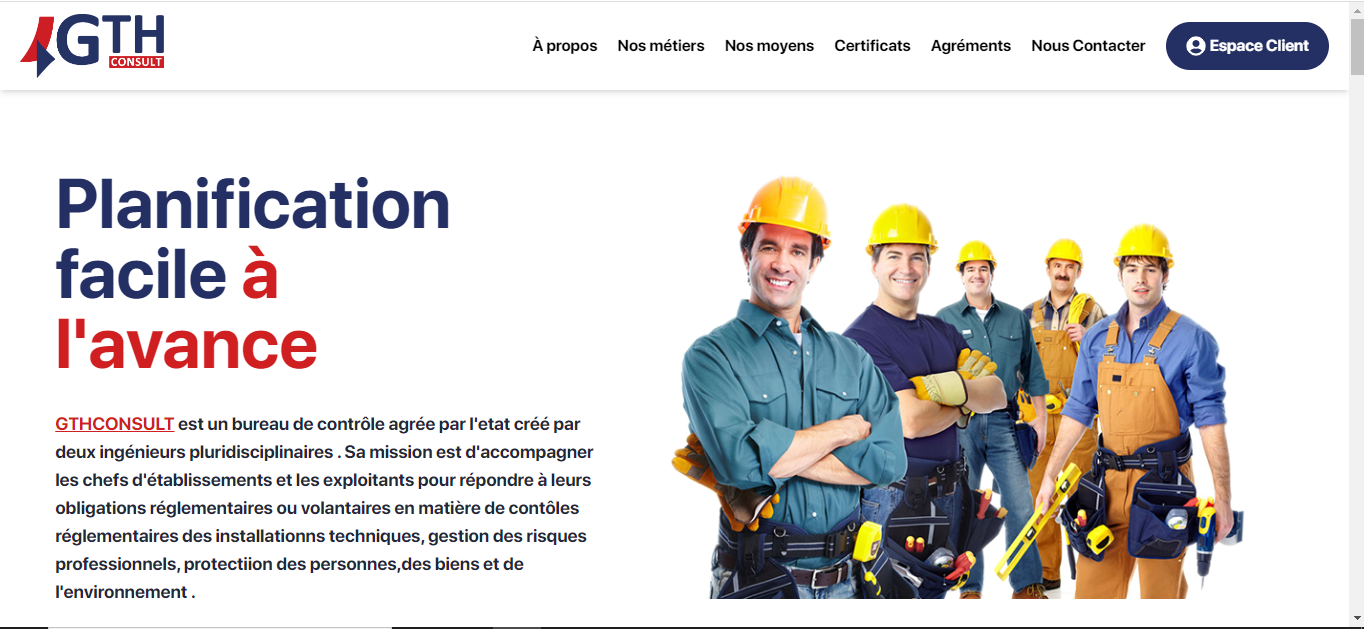 GTH
CONSULT
À propos Nos métiers Nos moyens Certificats Agréments Nous Contacter Espace Client
Planification
facile à
l'avance
GTHCONSULT est un bureau de contrôle agrée par l'etat créé par
deux ingénieurs pluridisciplinaires . Sa mission est d'accompagner
les chefs d'établissements et les exploitants pour répondre à leurs
obligations réglementaires ou volantaires en matière de contôles
réglementaires des installationns techniques, gestion des risques
professionnels, protectiion des personnes,des biens et de
l'environnement .